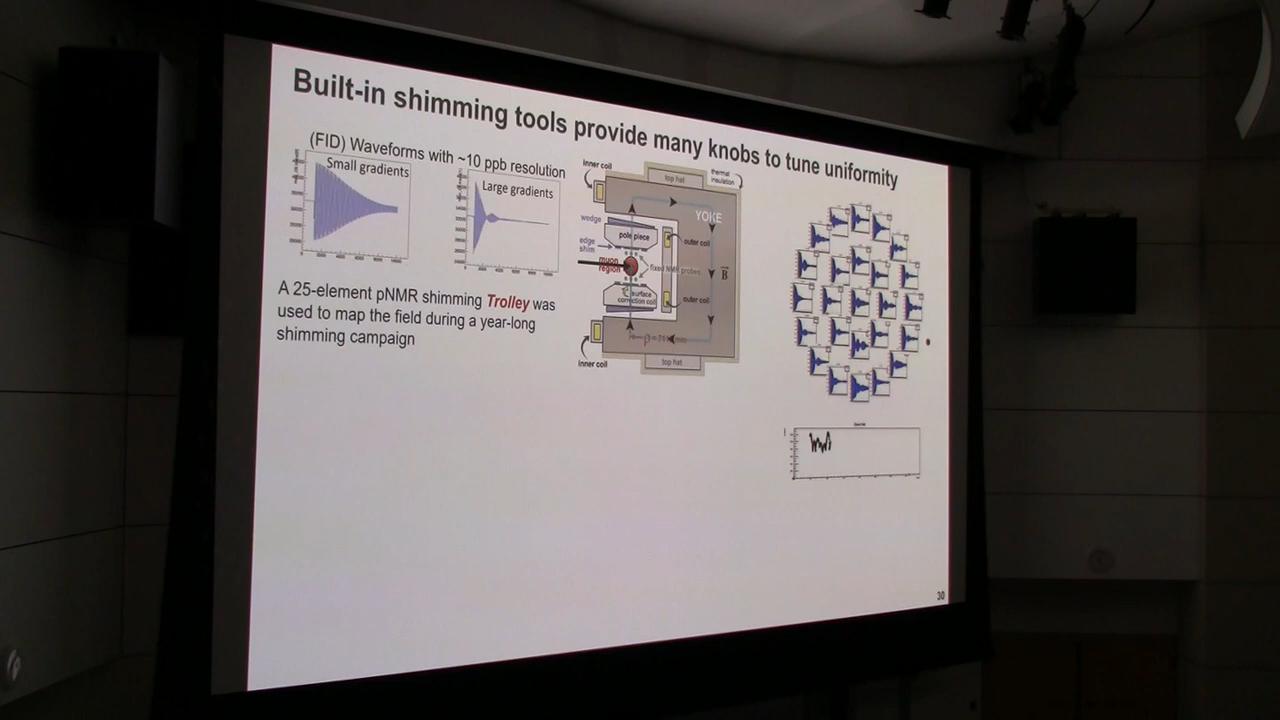 Built-in shimming tools provide many knobs to tune uniformity
(FID) Waveforms with ~10 ppb resolution
Small gradients
Large gradients
A 25-element pNMR shimming Trolley was
used to map the field during a year-long
shimming campaign
inner coil
top hat
thermal
insulation
YOKE
wedge
pole piece
outer coil
edge
shim
muon
region
fixed NMR probes
B
surface
correction coil
outer coil
inner coil
top hat
30